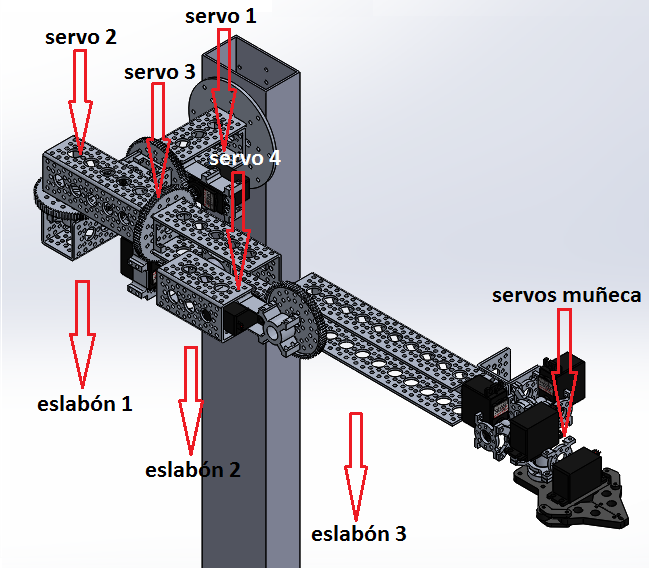 servo 1
servo 2
servo 3
servo 4
servos muñeca
eslabón 1
eslabón 2
eslabón 3